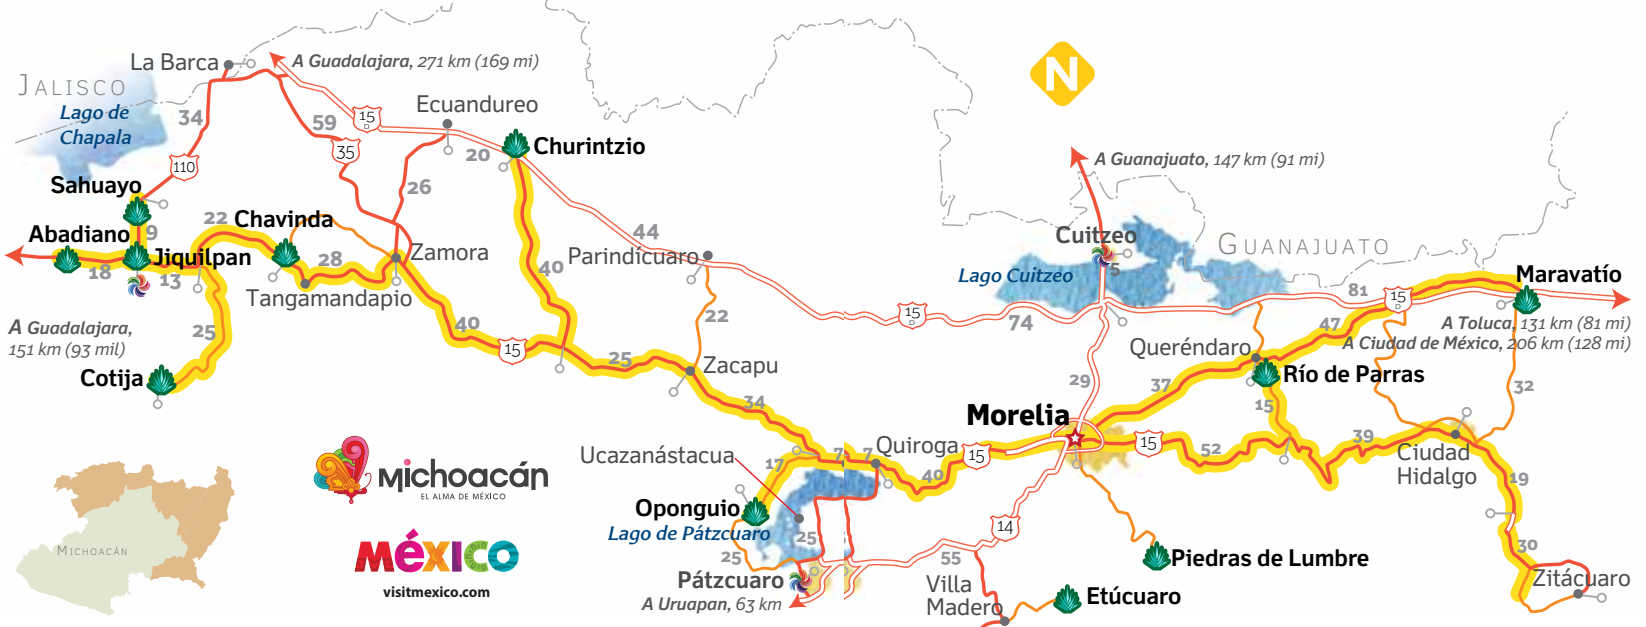 La Barca
A Guadalajara, 271 km (169 mi)
JALISCO
Lago de
Chapala
34
59
15
D
Ecuandureo
35
20
Churintzio
110
26
A Guanajuato, 147 km (91 mi)
N
Sahuayo
Abadiano
9
22
Chavinda
Jiquilpan
18
13
28
Zamora
Tangamandapio
44
Parindícuaro
40
Cuitzeo
5
GUANAJUATO
Lago Cuitzeo
Maravatío
81
15
D
15
D
74
22
47
A Toluca, 131 km (81 mi)
A Ciudad de México, 206 km (128 mi)
A Guadalajara,
151 km (93 mil)
25
40
15
25
Zacapu
Cotija
34
Queréndaro
29
37
Río de Parras
15
32
Morelia
15
52
39
Ciudad
Hidalgo
19
Ucazanástacua
7
7
Quiroga
15
40
17
Oponguio
Lago de Pátzcuaro
25
25
14
55
Pátzcuaro
A Uruapan, 63 km
Villa
Madero
Piedras de Lumbre
Etúcuaro
30
Zitácuaro
MICHOACÁN
Michoacán
EL ALMA DE MÉXICO
méxico
visitmexico.com